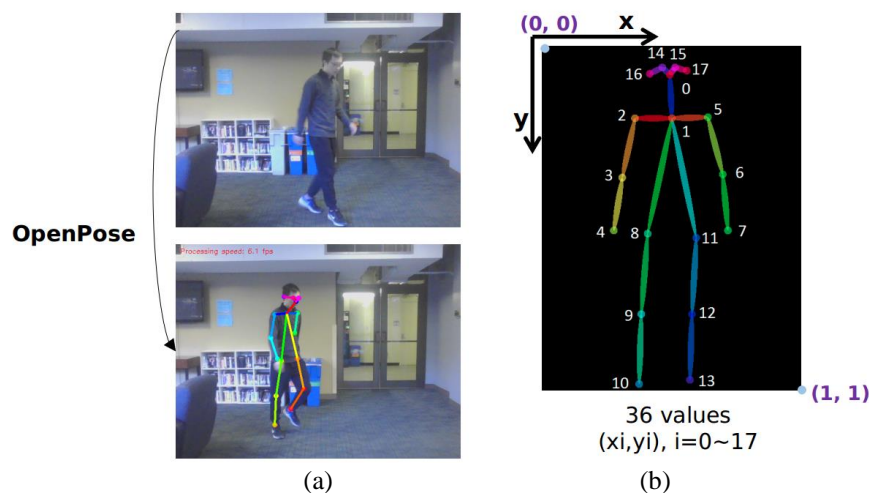 OpenPose
Processing speed: 6.1 fps
(a)
(0, 0)
x
y
14 15
16 17
0
2 5
1
3 6
4 7
8 11
9 12
10 13
(1, 1)
36 values
(xi,yi), i=0~17
(b)